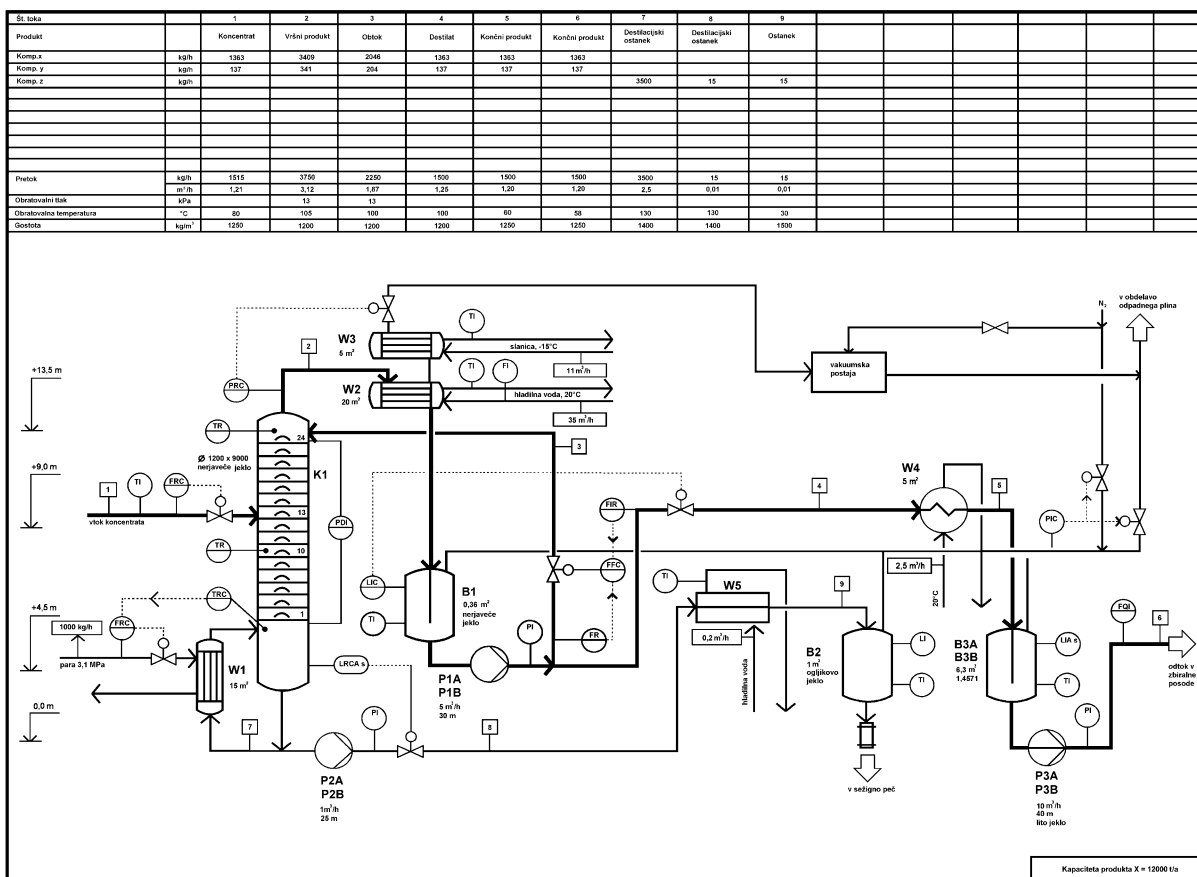 Št. toka 1 2 3 4 5 6 7 8 9
Produkt Koncentrat Vršni produkt Obtok Destilat Končni produkt Končni produkt Destilacijski ostanek Destilacijski ostanek Ostanek
Komp.x kg/h 1363 3409 2046 1363 1363 1363
Komp. y kg/h 137 341 204 137 137 137
Komp. z kg/h 3500 15 15
Pretok kg/h 1515 3750 2250 1500 1500 1500 3500 15 15
m³/h 1,21 3,12 1,87 1,25 1,20 1,20 2,5 0,01 0,01
Obratovalni tlak kPa 13 13
Obratovalna temperatura °C 80 105 100 100 60 58 130 130 30
Gostota kg/m³ 1250 1200 1200 1200 1250 1250 1400 1400 1500
W3
5 m²
TI
slanica, -15°C
11 m³/h
2
PRC
W2
20 m²
TI
FI
hladilna voda, 20°C
35 m³/h
N₂
v obdelavo
odpadnega plina
vakuumska
postaja
+13,5 m
+9,0 m
+4,5 m
0,0 m
TR
24
Ø 1200 x 9000
nerjaveče jeklo
K1
3
1
TI
FRC
vtok koncentrata
13
PDI
TR
10
TRC
1
FRC
1000 kg/h
para 3,1 MPa
W1
15 m²
LRCA s
LIC
TI
B1
0,36 m²
nerjaveče
jeklo
FIR
FFC
FR
PI
P1A
P1B
5 m³/h
30 m
4
W4
5 m²
5
2,5 m³/h
20°C
PIC
TI
W5
0,2 m³/h
hladilna voda
9
LI
TI
B2
1 m³
ogljikovo
jeklo
v sežigno peč
B3A
B3B
6,3 m³
1,4571
LIA s
TI
FQI
6
odtok v
zbiralne
posode
PI
P3A
P3B
10 m³/h
40 m
lito jeklo
7
PI
8
P2A
P2B
1m³/h
25 m
Kapaciteta produkta X = 12000 t/a